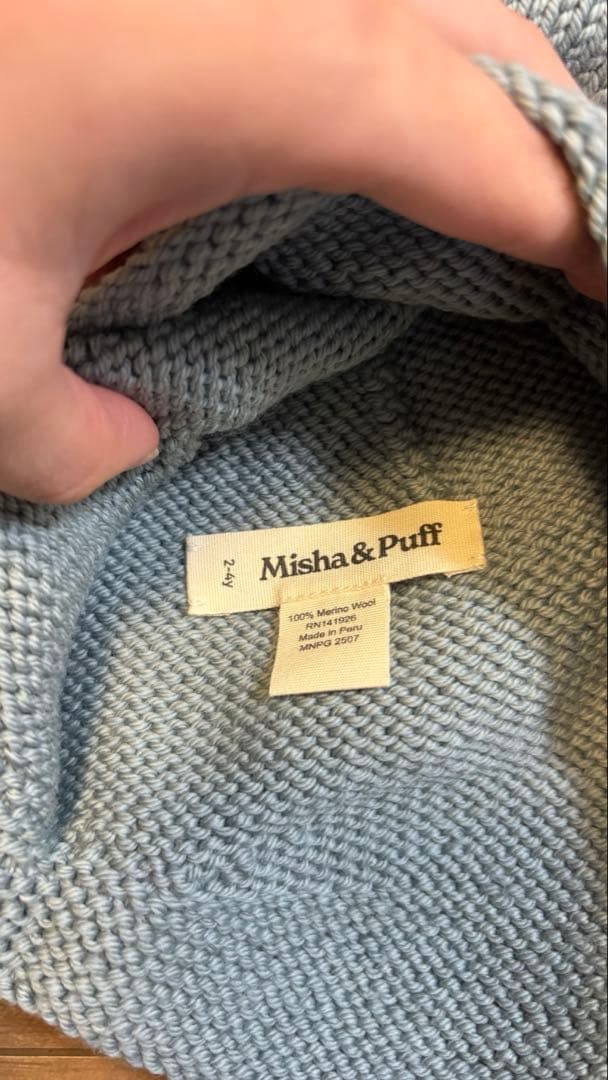 2-4y
Misha & Puff
100% Merino Wool
RN141926
Made in Peru
MNPG 2507